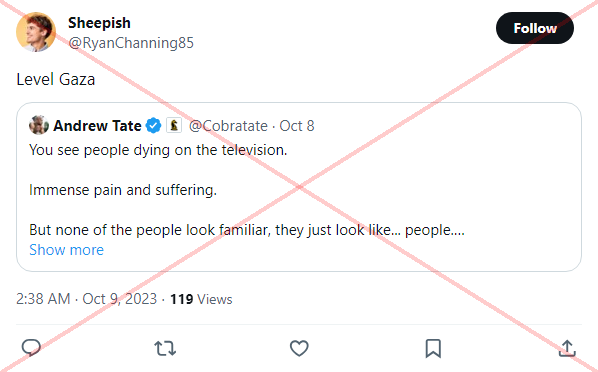 Sheepish
@RyanChanning85
Follow
Level Gaza
Andrew Tate @Cobratate · Oct 8
You see people dying on the television.
Immense pain and suffering.
But none of the people look familiar, they just look like... people....
Show more
2:38 AM · Oct 9, 2023 · 119 Views